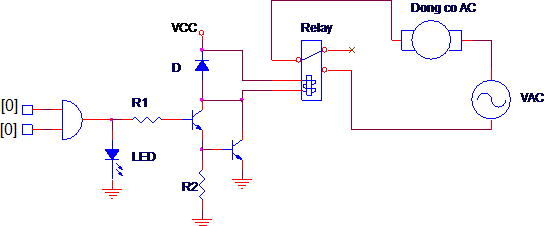 Dong co AC
VCC
Relay
D
[0]
R1
VAC
[0]
LED
R2